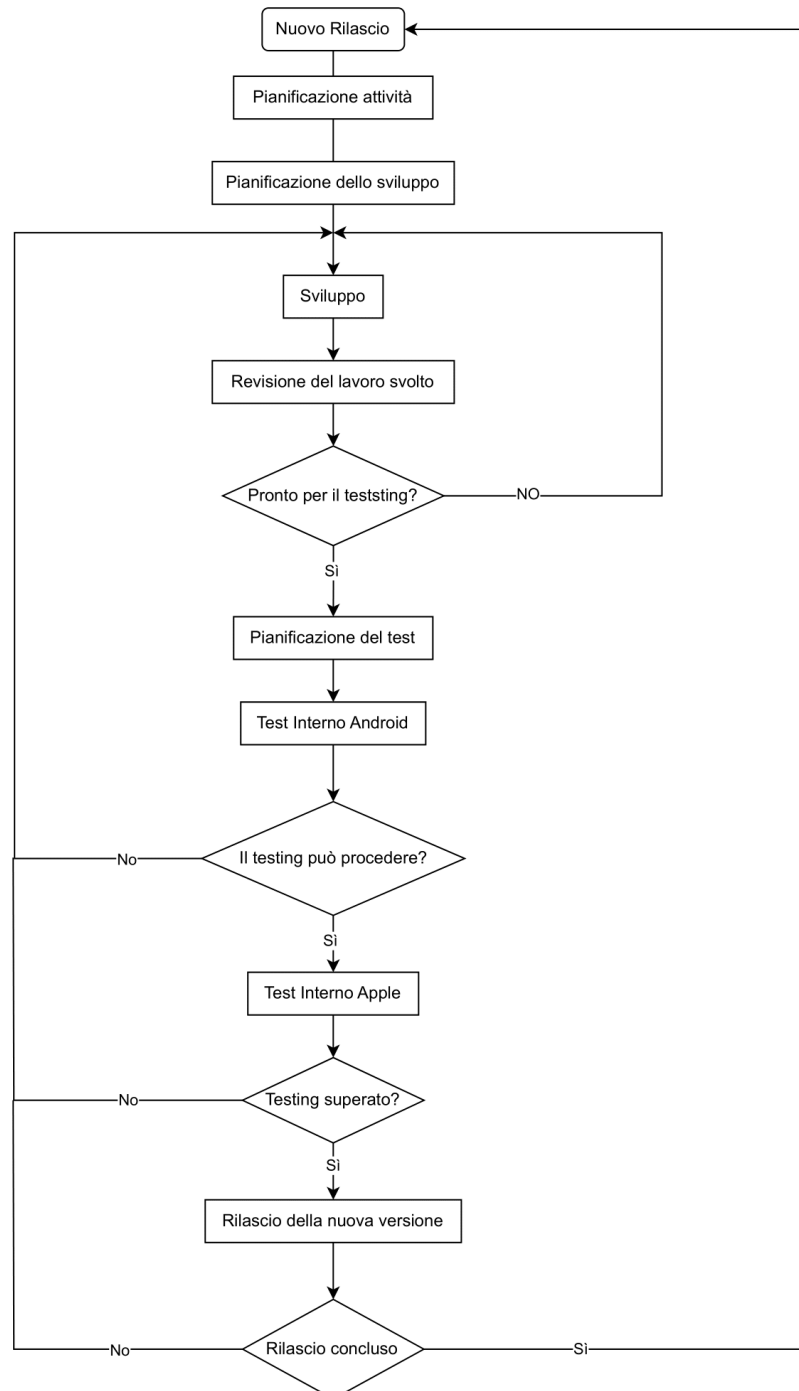 Nuovo Rilascio
Pianificazione attività
Pianificazione dello sviluppo
Sviluppo
Revisione del lavoro svolto
Pronto per il teststing?
NO
Sì
Pianificazione del test
Test Interno Android
Il testing può procedere?
No
Sì
Test Interno Apple
Testing superato?
No
Sì
Rilascio della nuova versione
Rilascio concluso
No
Sì